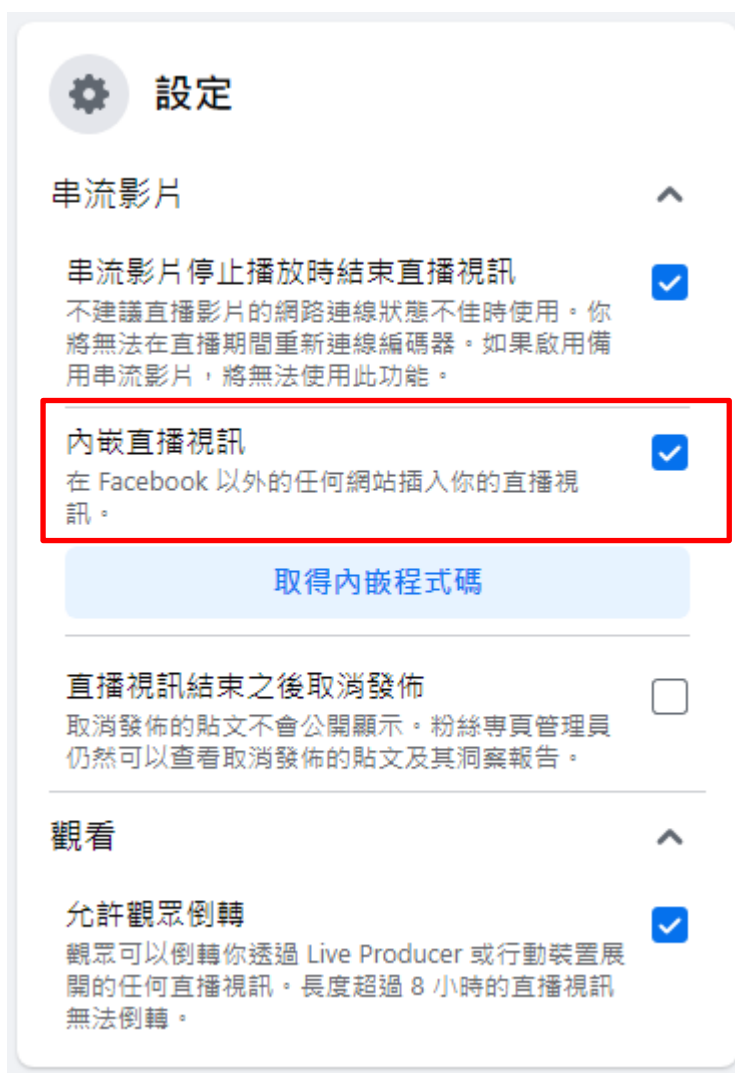 設定
串流影片
串流影片停止播放時結束直播視訊
不建議直播影片的網路連線狀態不佳時使用。你
將無法在直播期間重新連線編碼器。如果啟用備
用串流影片，將無法使用此功能。
內嵌直播視訊
在 Facebook 以外的任何網站插入你的直播視
訊。
取得內嵌程式碼
直播視訊結束之後取消發佈
取消發佈的貼文不會公開顯示。粉絲專頁管理員
仍然可以查看取消發佈的貼文及其洞察報告。
觀看
允許觀眾倒轉
觀眾可以倒轉你透過 Live Producer 或行動裝置展
開的任何直播視訊。長度超過 8 小時的直播視訊
無法倒轉。